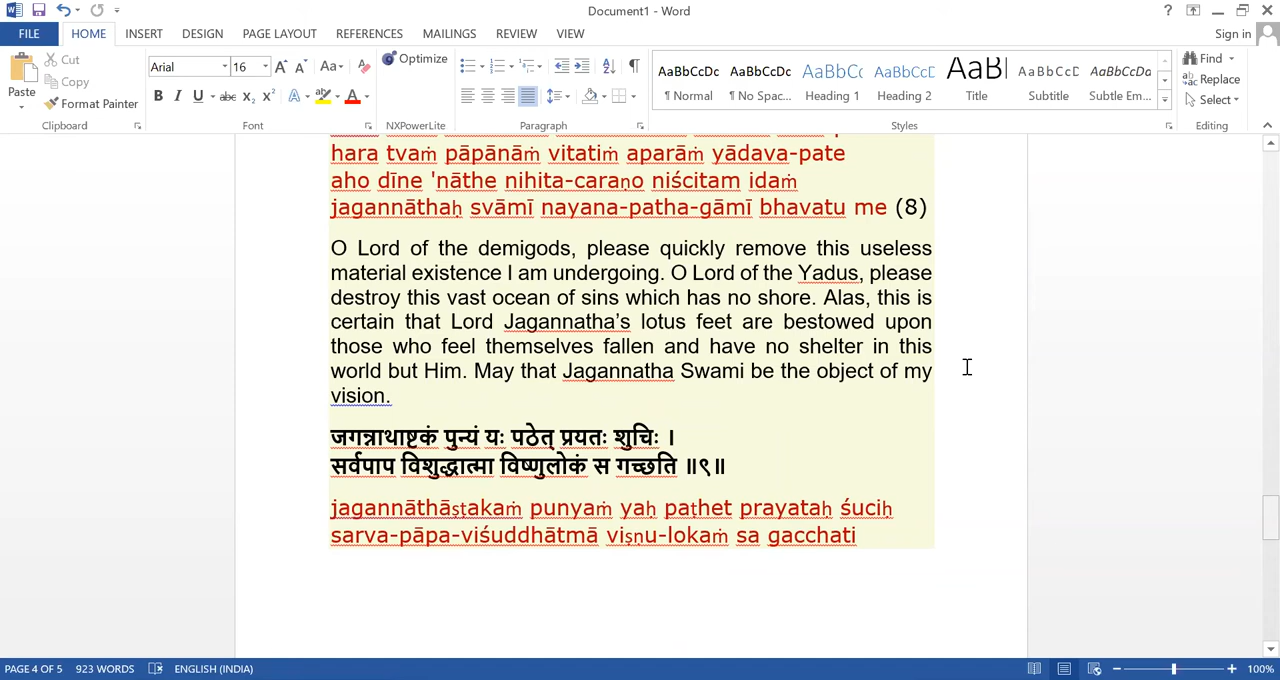 Document1 - Word
?
FILE
HOME
INSERT
DESIGN
PAGE LAYOUT
REFERENCES
MAILINGS
REVIEW
VIEW
Sign in
Paste
Cut
Copy
Format Painter
Clipboard
Arial
16
Font
Optimize
NXPowerLite
Paragraph
AaBbCcDc
¶ Normal
AaBbCcDc
¶ No Spac...
AaBbCc
Heading 1
AaBbCcD
Heading 2
AaB
Title
AaBbCcD
Subtitle
AaBbCcDa
Subtle Em...
Styles
Find
Replace
Select
Editing
hara tvaṁ pāpānāṁ vitatiṁ aparāṁ yādava-pate
aho dīne 'nāthe nihita-caraṇo niścitam idaṁ
jagannāthaḥ svāmī nayana-patha-gāmī bhavatu me (8)
O Lord of the demigods, please quickly remove this useless
material existence I am undergoing. O Lord of the Yadus, please
destroy this vast ocean of sins which has no shore. Alas, this is
certain that Lord Jagannatha’s lotus feet are bestowed upon
those who feel themselves fallen and have no shelter in this
world but Him. May that Jagannatha Swami be the object of my
vision.
जगन्नाथाष्टकं पुन्यं यः पठेत् प्रयतः शुचिः ।
सर्वपाप विशुद्धात्मा विष्णुलोकं स गच्छति ॥९॥
jagannāthāṣṭakaṁ punyaṁ yaḥ paṭhet prayataḥ śuciḥ
sarva-pāpa-viśuddhātmā viṣṇu-lokaṁ sa gacchati
PAGE 4 OF 5
923 WORDS
ENGLISH (INDIA)
100%